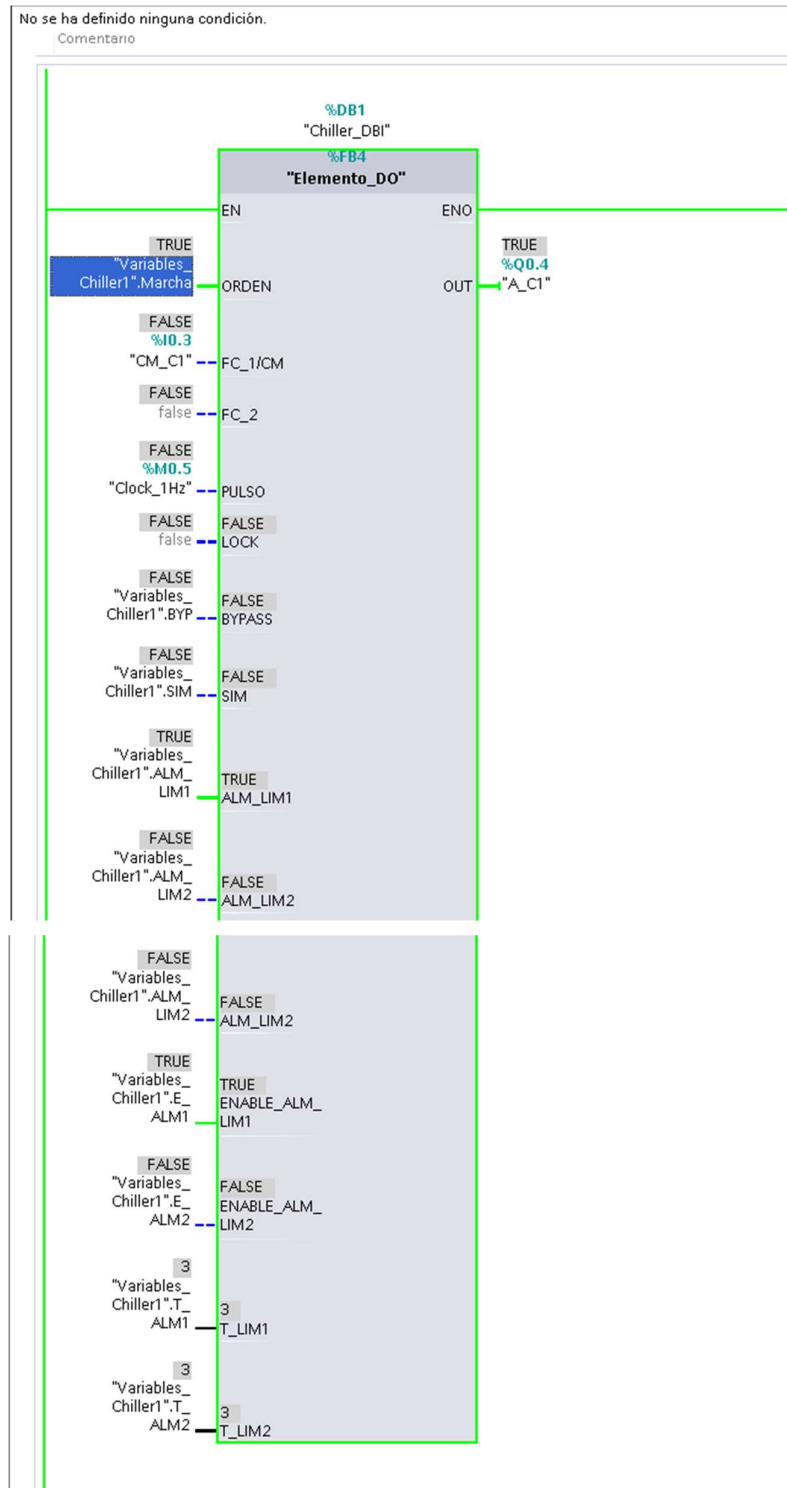 No se ha definido ninguna condición.
Comentario
%DB1
"Chiller_DBI"
%FB4
"Elemento_DO"
EN
ENO
TRUE
"Variables_
Chiller1".Marcha
ORDEN
TRUE
%Q0.4
OUT
"A_C1"
FALSE
%I0.3
"CM_C1"
FC_1/CM
FALSE
false
FC_2
FALSE
%M0.5
"Clock_1Hz"
PULSO
FALSE
false
FALSE
LOCK
FALSE
"Variables_
Chiller1".BYP
FALSE
BYPASS
FALSE
"Variables_
Chiller1".SIM
FALSE
SIM
TRUE
"Variables_
Chiller1".ALM_
LIM1
TRUE
ALM_LIM1
FALSE
"Variables_
Chiller1".ALM_
LIM2
FALSE
ALM_LIM2
FALSE
"Variables_
Chiller1".ALM_
LIM2
FALSE
ALM_LIM2
TRUE
"Variables_
Chiller1".E_
ALM1
TRUE
ENABLE_ALM_
LIM1
FALSE
"Variables_
Chiller1".E_
ALM2
FALSE
ENABLE_ALM_
LIM2
3
"Variables_
Chiller1".T_
ALM1
3
T_LIM1
3
"Variables_
Chiller1".T_
ALM2
3
T_LIM2